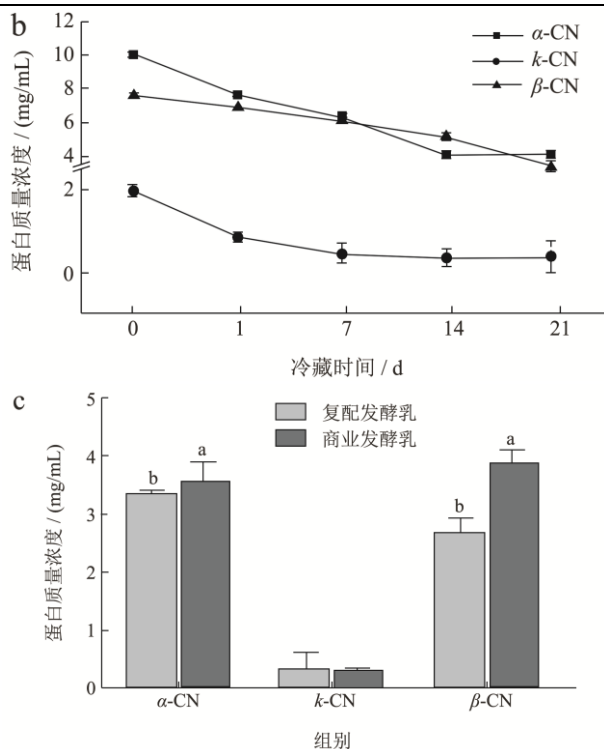 b
蛋白质量浓度 / (mg/mL)
12
10
8
6
4
2
0
α-CN
k-CN
β-CN
0 1 7 14 21
冷藏时间 / d
c
蛋白质量浓度 / (mg/mL)
5
4
3
2
1
0
复配发酵乳
商业发酵乳
b a
b a
α-CN k-CN β-CN
组别